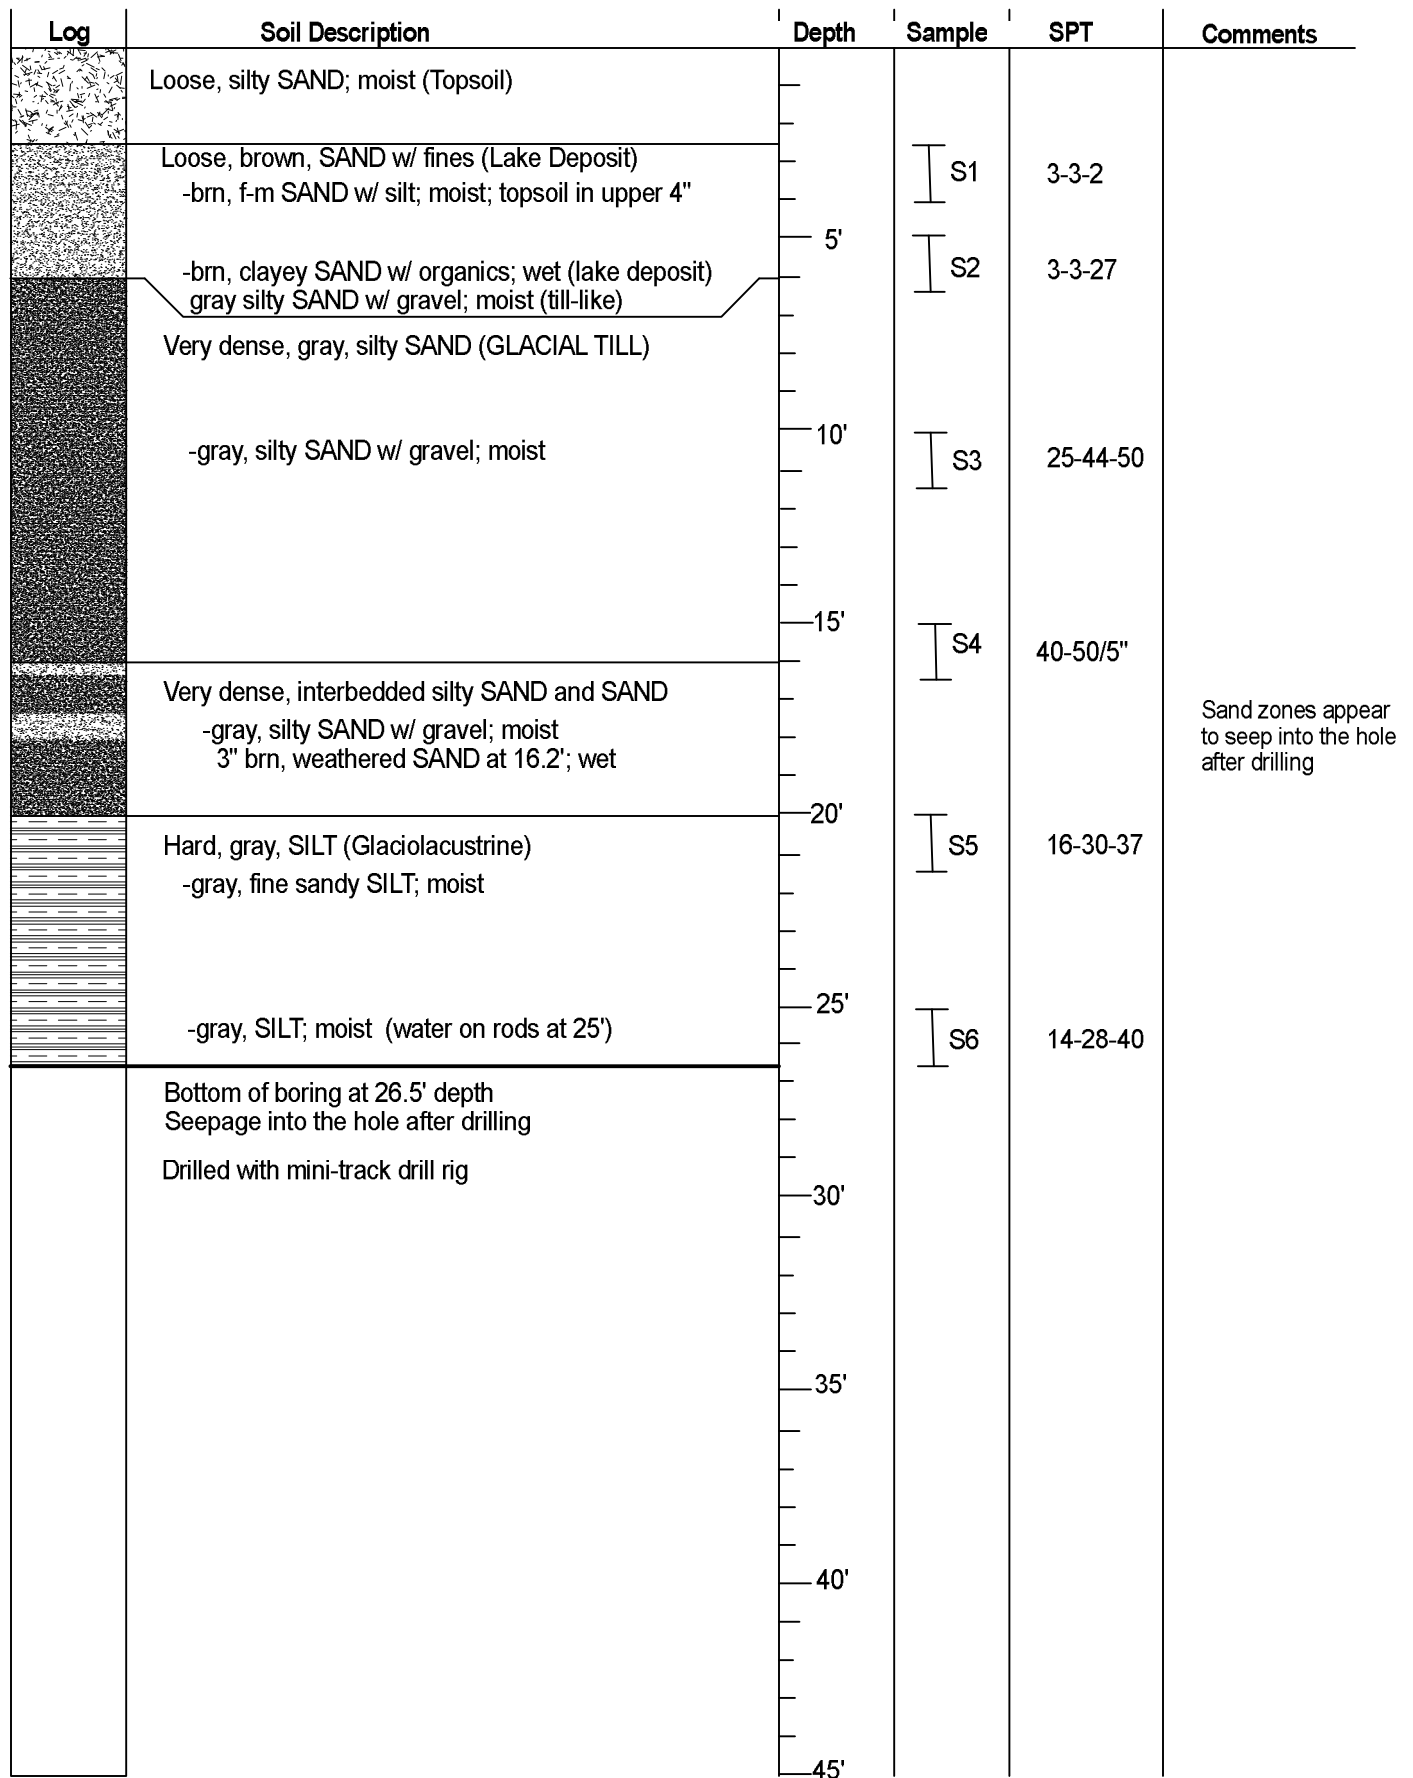 Log Soil Description Depth Sample SPT Comments
Loose, silty SAND; moist (Topsoil)
Loose, brown, SAND w/ fines (Lake Deposit)
-brn, f-m SAND w/ silt; moist; topsoil in upper 4" S1 3-3-2
5'
-brn, clayey SAND w/ organics; wet (lake deposit) S2 3-3-27
gray silty SAND w/ gravel; moist (till-like)
Very dense, gray, silty SAND (GLACIAL TILL)
10'
-gray, silty SAND w/ gravel; moist S3 25-44-50
15'
S4 40-50/5"
Very dense, interbedded silty SAND and SAND
-gray, silty SAND w/ gravel; moist
3" brn, weathered SAND at 16.2'; wet
Sand zones appear
to seep into the hole
after drilling
20'
Hard, gray, SILT (Glaciolacustrine) S5 16-30-37
-gray, fine sandy SILT; moist
25'
-gray, SILT; moist (water on rods at 25') S6 14-28-40
Bottom of boring at 26.5' depth
Seepage into the hole after drilling
Drilled with mini-track drill rig
30'
35'
40'
45'